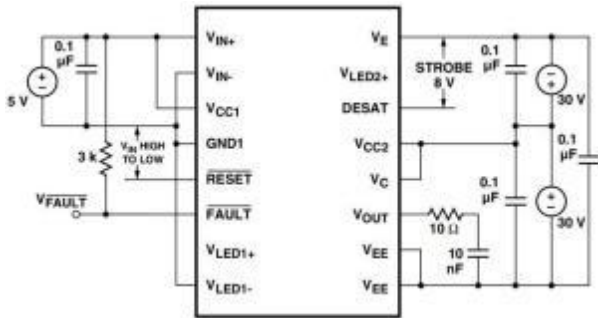 0.1
µF
5 V
3 k
V_IN HIGH
TO LOW
V_FAULT
V_IN+
V_IN-
V_CC1
GND1
RESET
FAULT
V_LED1+
V_LED1-
V_E
V_LED2+
DESAT
V_CC2
V_C
V_OUT
V_EE
V_EE
STROBE
8 V
10 Ω
10
nF
0.1
µF
0.1
µF
30 V
0.1
µF
30 V